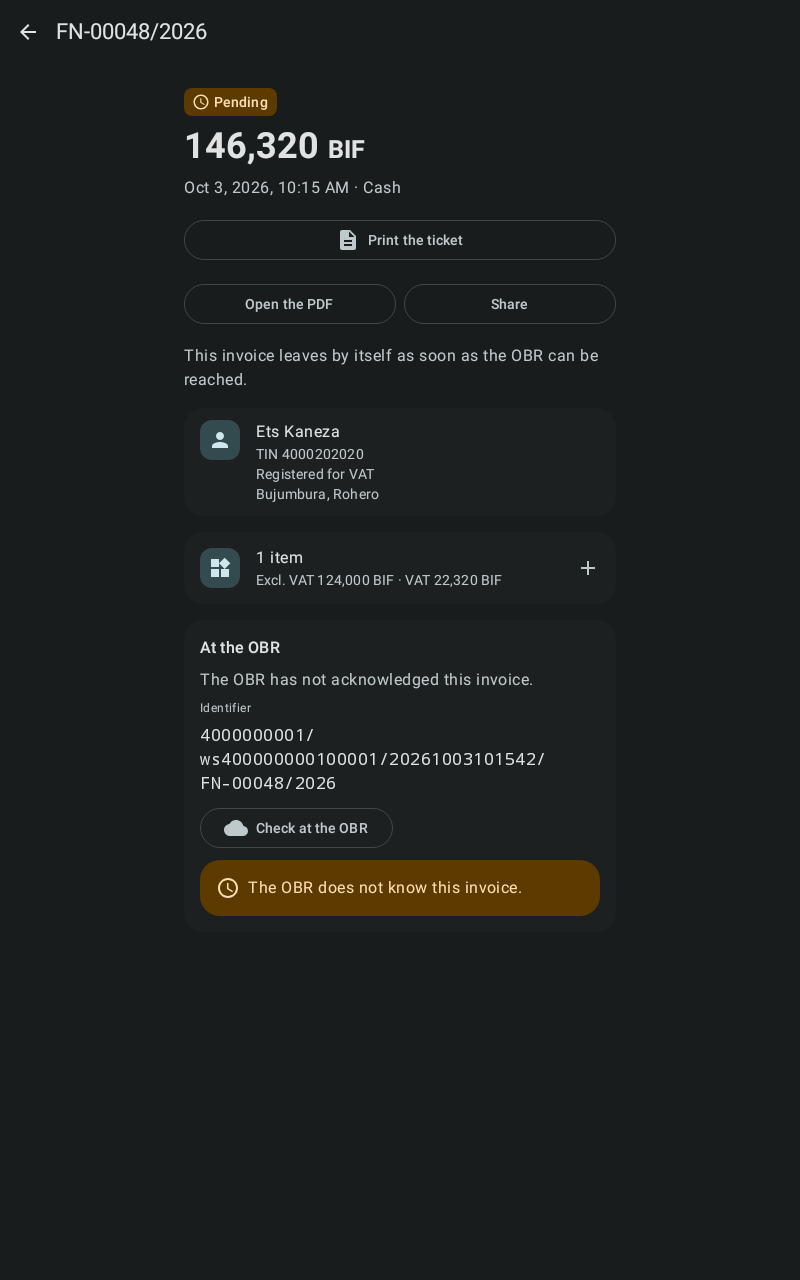 FN-00048/2026
Pending
146,320 BIF
Oct 3, 2026, 10:15 AM · Cash
Print the ticket
Open the PDF
Share
This invoice leaves by itself as soon as the OBR can be
reached.
Ets Kaneza
TIN 4000202020
Registered for VAT
Bujumbura, Rohero
1 item
Excl. VAT 124,000 BIF · VAT 22,320 BIF
At the OBR
The OBR has not acknowledged this invoice.
Identifier
4000000001/
ws400000000100001/20261003101542/
FN-00048/2026
Check at the OBR
The OBR does not know this invoice.